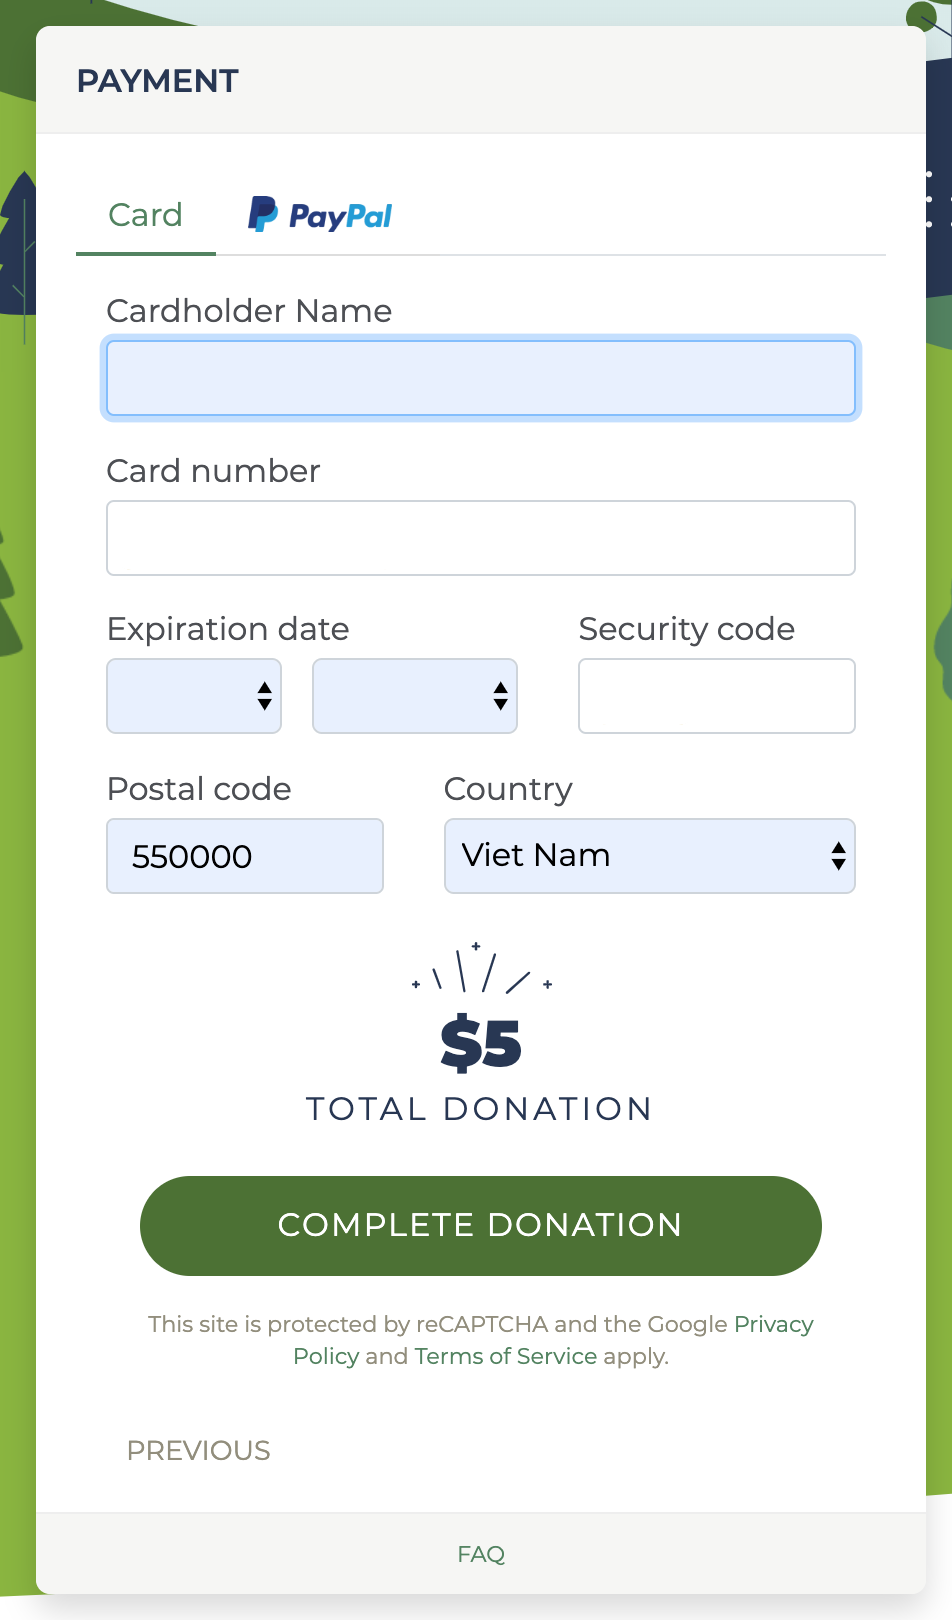 PAYMENT
Card
PayPal
Cardholder Name
Card number
Expiration date
Security code
Postal code
Country
550000
Viet Nam
$5
TOTAL DONATION
COMPLETE DONATION
This site is protected by reCAPTCHA and the Google Privacy
Policy and Terms of Service apply.
PREVIOUS
FAQ